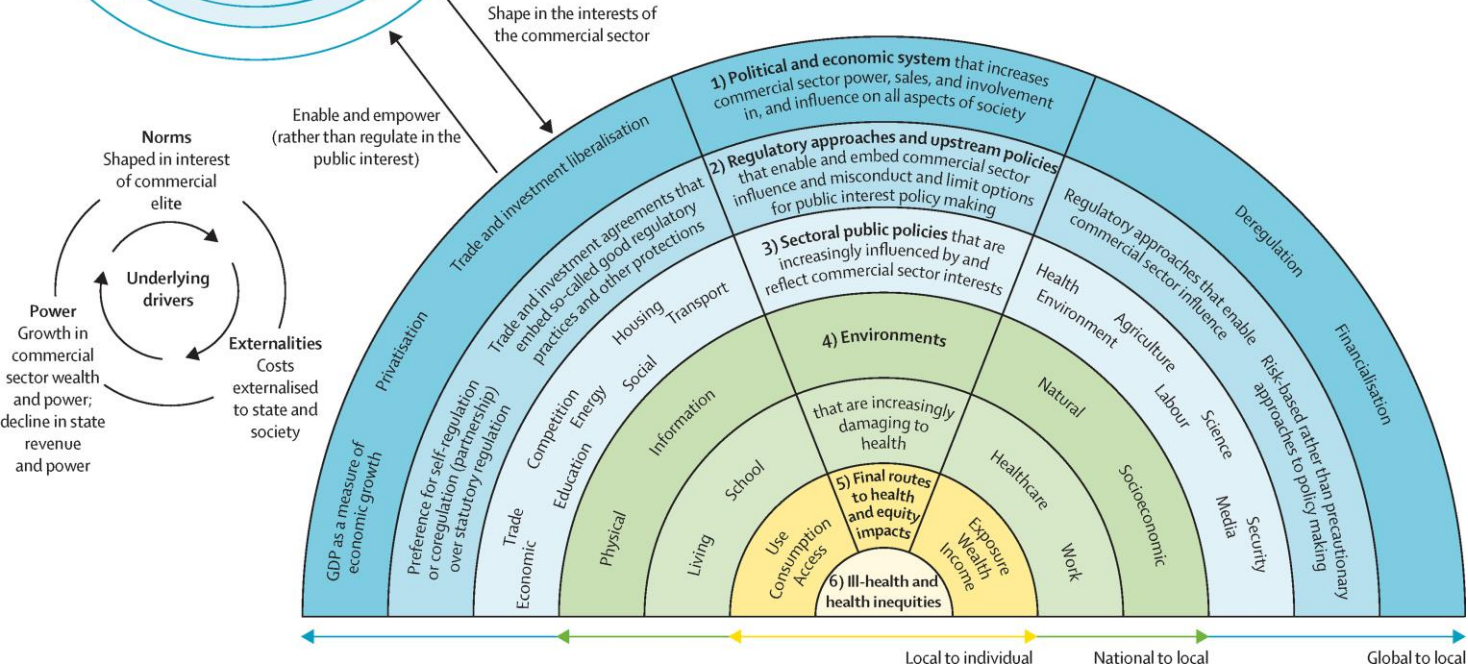 Shape in the interests of
the commercial sector
Enable and empower
(rather than regulate in the
public interest)
Norms
Shaped in interest
of commercial
elite
Underlying
drivers
Power
Growth in
commercial
sector wealth
and power;
decline in state
revenue
and power
Externalities
Costs
externalised
to state and
society
1) Political and economic system that increases
commercial sector power, sales, and involvement
in, and influence on all aspects of society
GDP as a measure of
economic growth
Privatisation
Trade and investment liberalisation
Deregulation
Financialisation
2) Regulatory approaches and upstream policies
that enable and embed commercial sector
influence and misconduct and limit options
for public interest policy making
Preference for self-regulation
or coregulation (partnership)
over statutory regulation
Trade and investment agreements that
embed so-called good regulatory
practices and other protections
Regulatory approaches that enable
commercial sector influence
Risk-based rather than precautionary
approaches to policy making
3) Sectoral public policies that are
increasingly influenced by and
reflect commercial sector interests
Economic
Trade
Education
Competition
Energy
Social
Housing
Transport
Health
Environment
Agriculture
Labour
Science
Media
Security
4) Environments
Physical
Information
Natural
Socioeconomic
that are increasingly
damaging to
health
Living
School
Healthcare
Work
5) Final routes
to health
and equity
impacts
Use
Consumption
Access
Exposure
Wealth
Income
6) Ill-health and
health inequities
Local to individual
National to local
Global to local